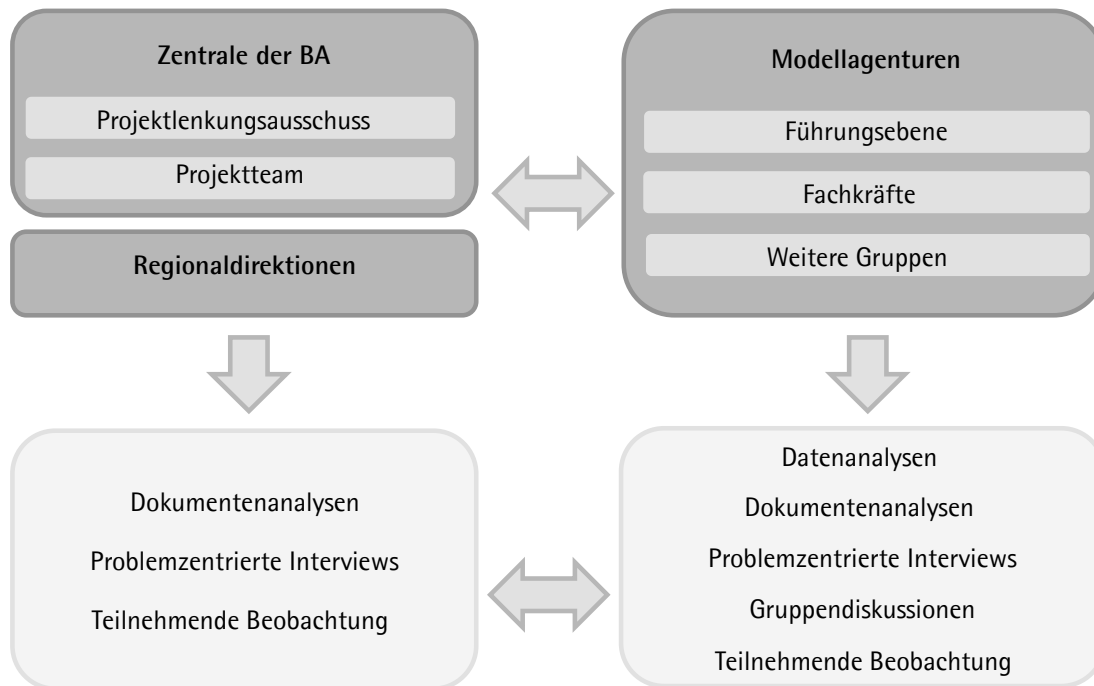 Zentrale der BA
Projektlenkungsausschuss
Projektteam
Regionaldirektionen
Modellagenturen
Führungsebene
Fachkräfte
Weitere Gruppen
Dokumentenanalysen
Problemzentrierte Interviews
Teilnehmende Beobachtung
Datenanalysen
Dokumentenanalysen
Problemzentrierte Interviews
Gruppendiskussionen
Teilnehmende Beobachtung